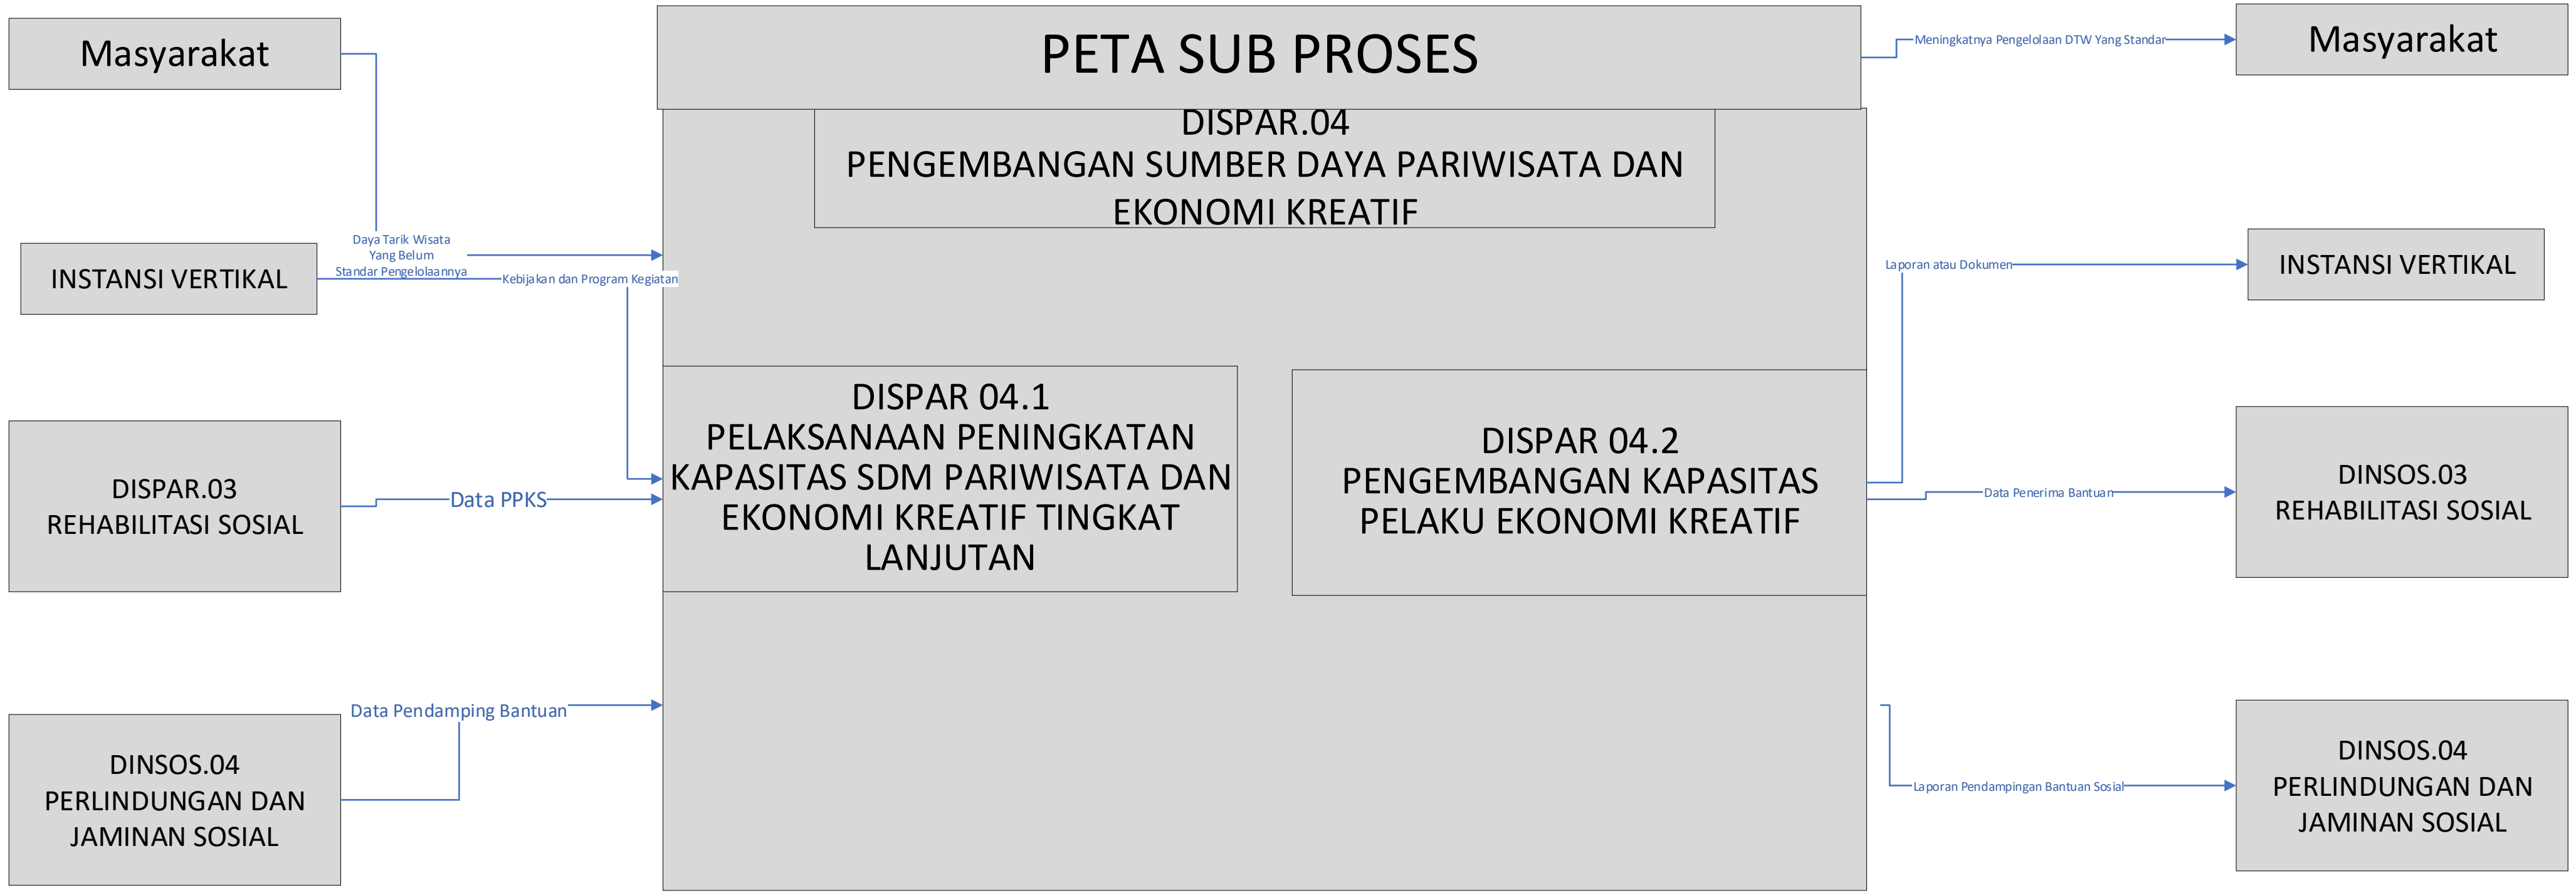 Masyarakat
INSTANSI VERTIKAL
DISPAR.03
REHABILITASI SOSIAL
DINSOS.04
PERLINDUNGAN DAN
JAMINAN SOSIAL
Daya Tarik Wisata
Yang Belum
Standar Pengelolaannya
Kebijakan dan Program Kegiatan
Data PPKS
Data Pendamping Bantuan
PETA SUB PROSES
DISPAR.04
PENGEMBANGAN SUMBER DAYA PARIWISATA DAN
EKONOMI KREATIF
DISPAR 04.1
PELAKSANAAN PENINGKATAN
KAPASITAS SDM PARIWISATA DAN
EKONOMI KREATIF TINGKAT
LANJUTAN
DISPAR 04.2
PENGEMBANGAN KAPASITAS
PELAKU EKONOMI KREATIF
Meningkatnya Pengelolaan DTW Yang Standar
Laporan atau Dokumen
Data Penerima Bantuan
Laporan Pendampingan Bantuan Sosial
Masyarakat
INSTANSI VERTIKAL
DINSOS.03
REHABILITASI SOSIAL
DINSOS.04
PERLINDUNGAN DAN
JAMINAN SOSIAL